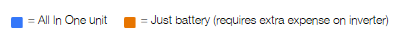 = All In One unit = Just battery (requires extra expense on inverter)